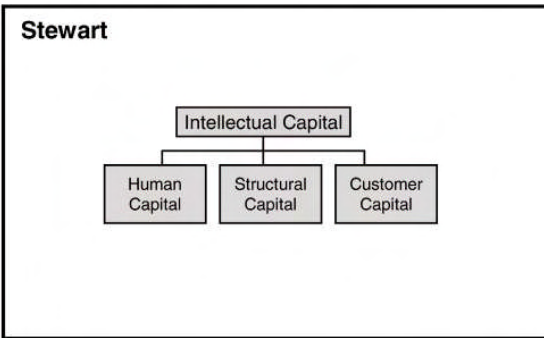 Stewart
Intellectual Capital
Human
Capital
Structural
Capital
Customer
Capital